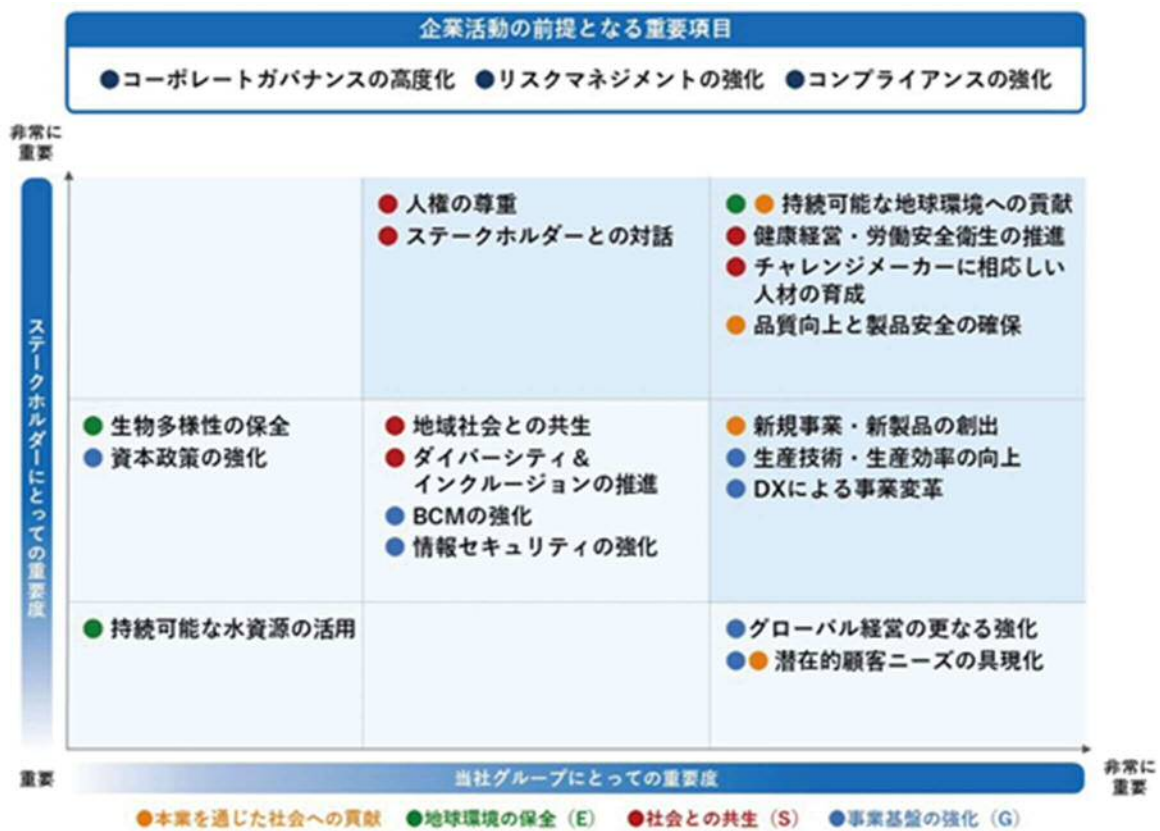 企業活動の前提となる重要項目
●コーポレートガバナンスの高度化 ●リスクマネジメントの強化 ●コンプライアンスの強化
非常に
重要
ステークホルダーにとっての重要度
●人権の尊重
●ステークホルダーとの対話
●●持続可能な地球環境への貢献
●健康経営・労働安全衛生の推進
●チャレンジメーカーに相応しい
人材の育成
●品質向上と製品安全の確保
●生物多様性の保全
●資本政策の強化
●地域社会との共生
●ダイバーシティ&
インクルージョンの推進
●BCMの強化
●情報セキュリティの強化
●新規事業・新製品の創出
●生産技術・生産効率の向上
●DXによる事業変革
●持続可能な水資源の活用
●グローバル経営の更なる強化
●●潜在的顧客ニーズの具現化
重要
当社グループにとっての重要度
非常に
重要
●本業を通じた社会への貢献 ●地球環境の保全（E） ●社会との共生（S） ●事業基盤の強化（G）